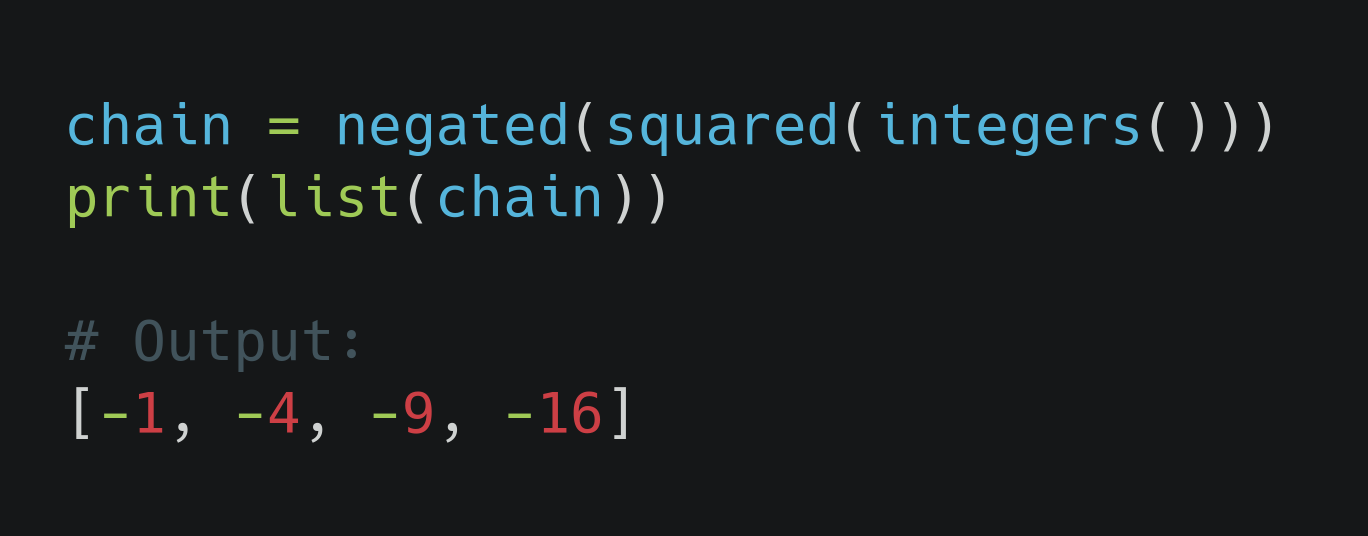 chain = negated(squared(integers()))
print(list(chain))
# Output:
[-1, -4, -9, -16]